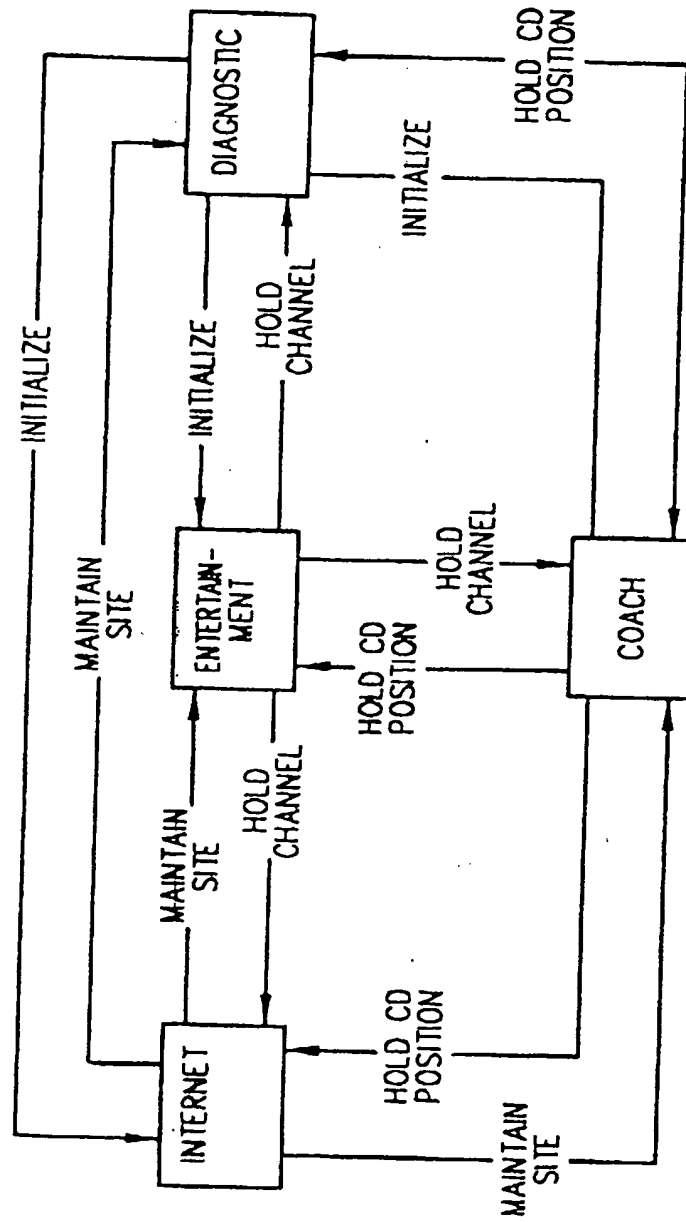 INITIALIZE
MAINTAIN
SITE
INTERNET
MAINTAIN
SITE
ENTERTAIN-
MENT
INITIALIZE
DIAGNOSTIC
HOLD
CHANNEL
HOLD
CHANNEL
HOLD CD
POSITION
HOLD CD
POSITION
HOLD
CHANNEL
INITIALIZE
MAINTAIN
SITE
HOLD CD
POSITION
COACH